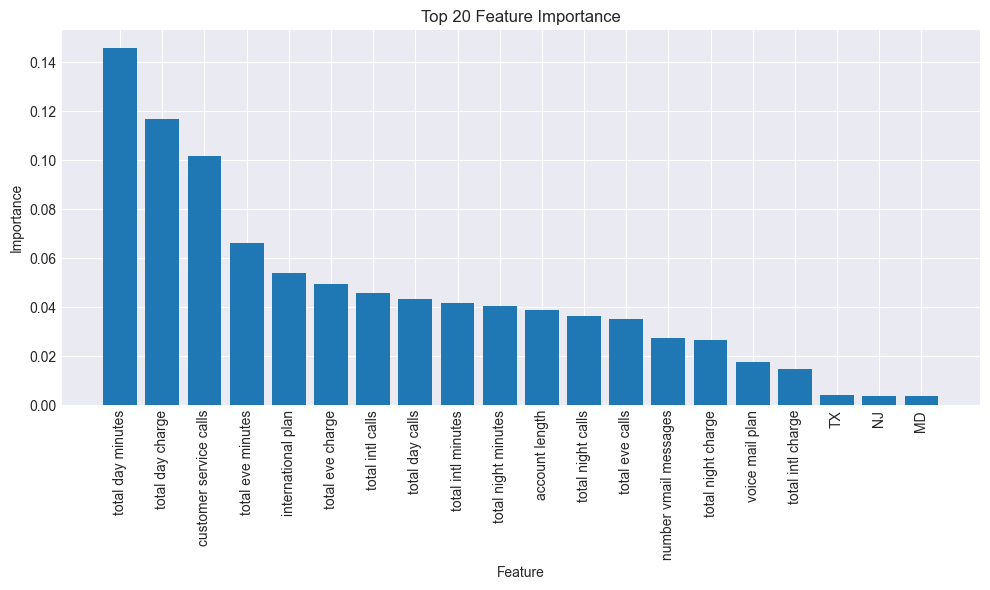 Top 20 Feature Importance
Importance
0.14
0.12
0.10
0.08
0.06
0.04
0.02
0.00
total day minutes
total day charge
customer service calls
total eve minutes
international plan
total eve charge
total intl calls
total day calls
total intl minutes
total night minutes
account length
total night calls
total eve calls
number vmail messages
total night charge
voice mail plan
total intl charge
TX
NJ
MD
Feature